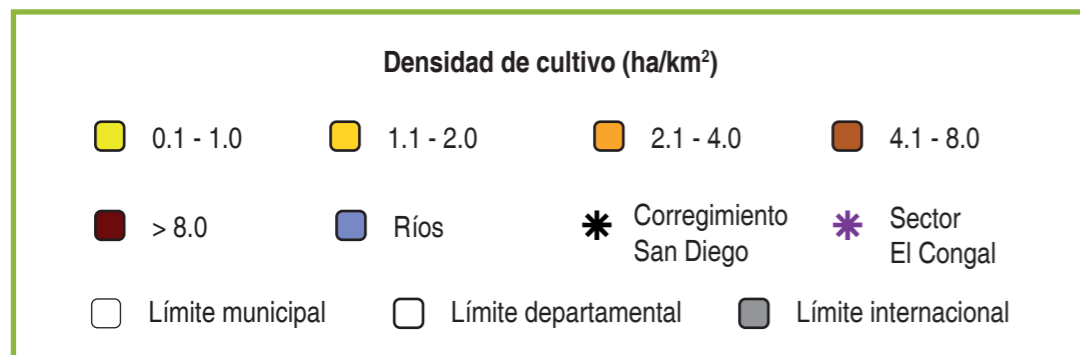 Densidad de cultivo (ha/km²)
0.1 - 1.0
1.1 - 2.0
2.1 - 4.0
4.1 - 8.0
> 8.0
Ríos
Corregimiento
San Diego
Sector
El Congal
Límite municipal
Límite departamental
Límite internacional